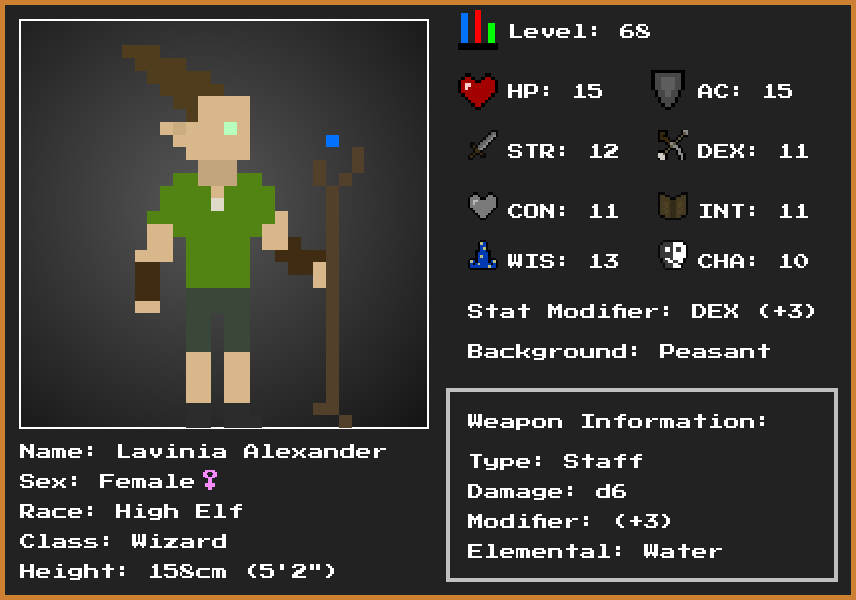 Level: 68
HP: 15 AC: 15
STR: 12 DEX: 11
CON: 11 INT: 11
WIS: 13 CHA: 10
Stat Modifier: DEX (+3)
Background: Peasant
Weapon Information:
Type: Staff
Damage: d6
Modifier: (+3)
Elemental: Water
Name: Lavinia Alexander
Sex: Female♀
Race: High Elf
Class: Wizard
Height: 158cm (5'2")